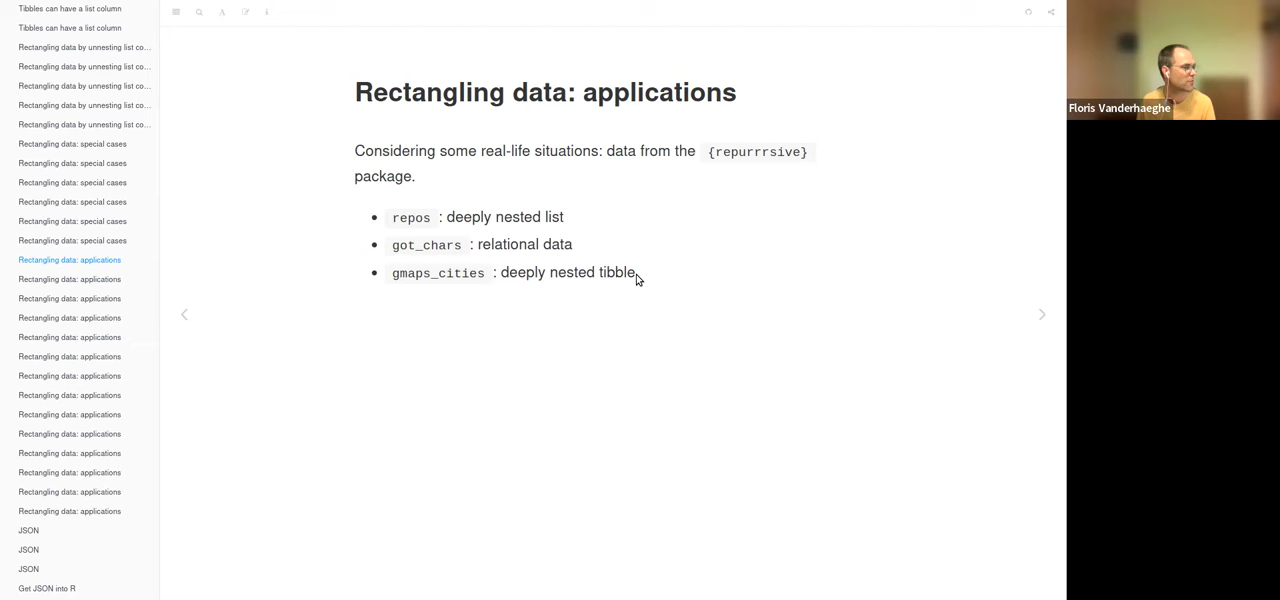 Tibbles can have a list column
Tibbles can have a list column
Rectangling data by unnesting list co...
Rectangling data by unnesting list co...
Rectangling data by unnesting list co...
Rectangling data by unnesting list co...
Rectangling data by unnesting list co...
Rectangling data: special cases
Rectangling data: special cases
Rectangling data: special cases
Rectangling data: special cases
Rectangling data: special cases
Rectangling data: special cases
Rectangling data: applications
Rectangling data: applications
Rectangling data: applications
Rectangling data: applications
Rectangling data: applications
Rectangling data: applications
Rectangling data: applications
Rectangling data: applications
Rectangling data: applications
Rectangling data: applications
Rectangling data: applications
Rectangling data: applications
Rectangling data: applications
Rectangling data: applications
JSON
JSON
JSON
Get JSON into R
A i
Rectangling data: applications
Considering some real-life situations: data from the {repurrrsive}
package.
• repos : deeply nested list
• got_chars : relational data
• gmaps_cities : deeply nested tibble
Floris Vanderhaeghe